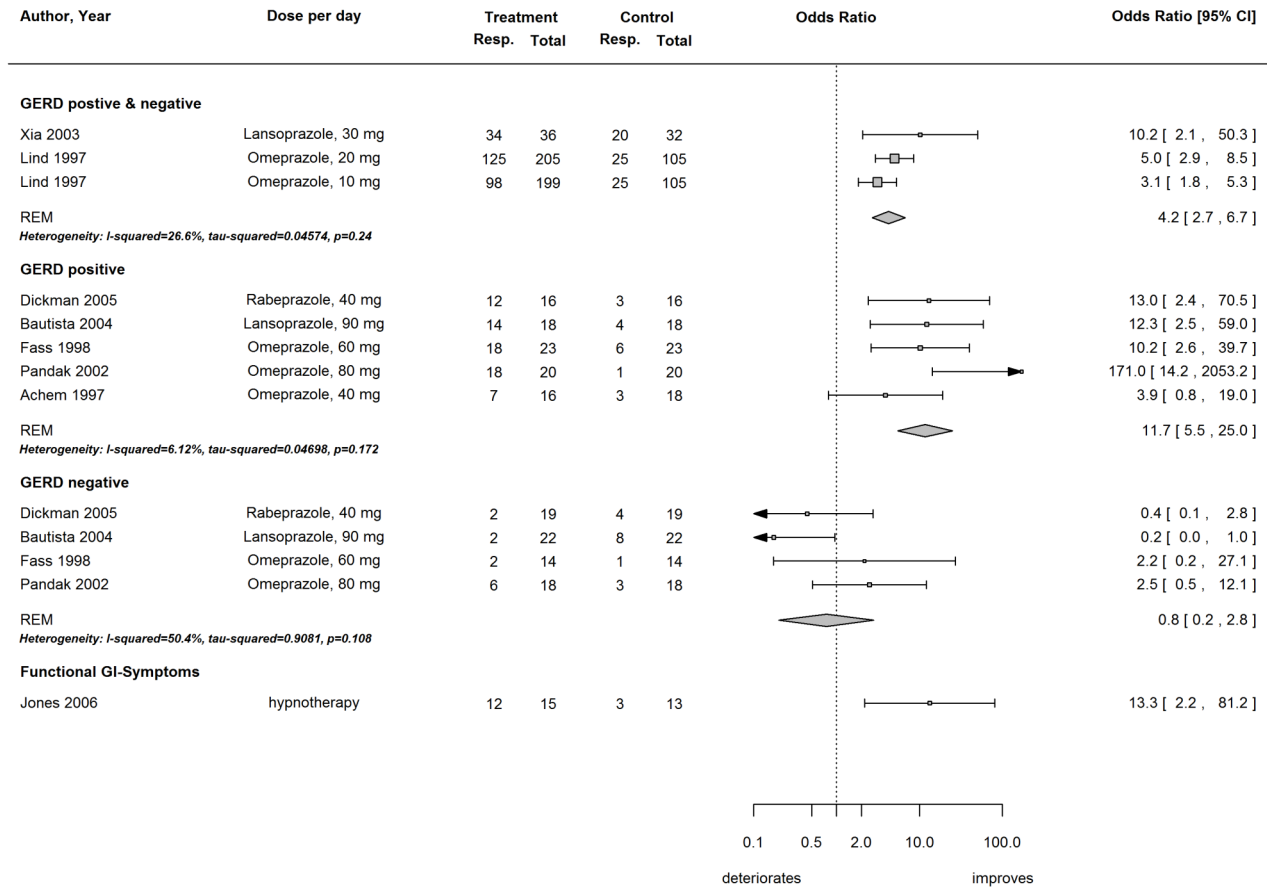 Author, Year Dose per day Treatment Control Odds Ratio Odds Ratio [95% CI]
Resp. Total Resp. Total
GERD postive & negative
Xia 2003 Lansoprazole, 30 mg 34 36 20 32 10.2 [ 2.1 , 50.3 ]
Lind 1997 Omeprazole, 20 mg 125 205 25 105 5.0 [ 2.9 , 8.5 ]
Lind 1997 Omeprazole, 10 mg 98 199 25 105 3.1 [ 1.8 , 5.3 ]
REM 4.2 [ 2.7 , 6.7 ]
Heterogeneity: I-squared=26.6%, tau-squared=0.04574, p=0.24
GERD positive
Dickman 2005 Rabeprazole, 40 mg 12 16 3 16 13.0 [ 2.4 , 70.5 ]
Bautista 2004 Lansoprazole, 90 mg 14 18 4 18 12.3 [ 2.5 , 59.0 ]
Fass 1998 Omeprazole, 60 mg 18 23 6 23 10.2 [ 2.6 , 39.7 ]
Pandak 2002 Omeprazole, 80 mg 18 20 1 20 171.0 [ 14.2 , 2053.2 ]
Achem 1997 Omeprazole, 40 mg 7 16 3 18 3.9 [ 0.8 , 19.0 ]
REM 11.7 [ 5.5 , 25.0 ]
Heterogeneity: I-squared=6.12%, tau-squared=0.04698, p=0.172
GERD negative
Dickman 2005 Rabeprazole, 40 mg 2 19 4 19 0.4 [ 0.1 , 2.8 ]
Bautista 2004 Lansoprazole, 90 mg 2 22 8 22 0.2 [ 0.0 , 1.0 ]
Fass 1998 Omeprazole, 60 mg 2 14 1 14 2.2 [ 0.2 , 27.1 ]
Pandak 2002 Omeprazole, 80 mg 6 18 3 18 2.5 [ 0.5 , 12.1 ]
REM 0.8 [ 0.2 , 2.8 ]
Heterogeneity: I-squared=50.4%, tau-squared=0.9081, p=0.108
Functional GI-Symptoms
Jones 2006 hypnotherapy 12 15 3 13 13.3 [ 2.2 , 81.2 ]
0.1 0.5 2.0 10.0 100.0
deteriorates improves